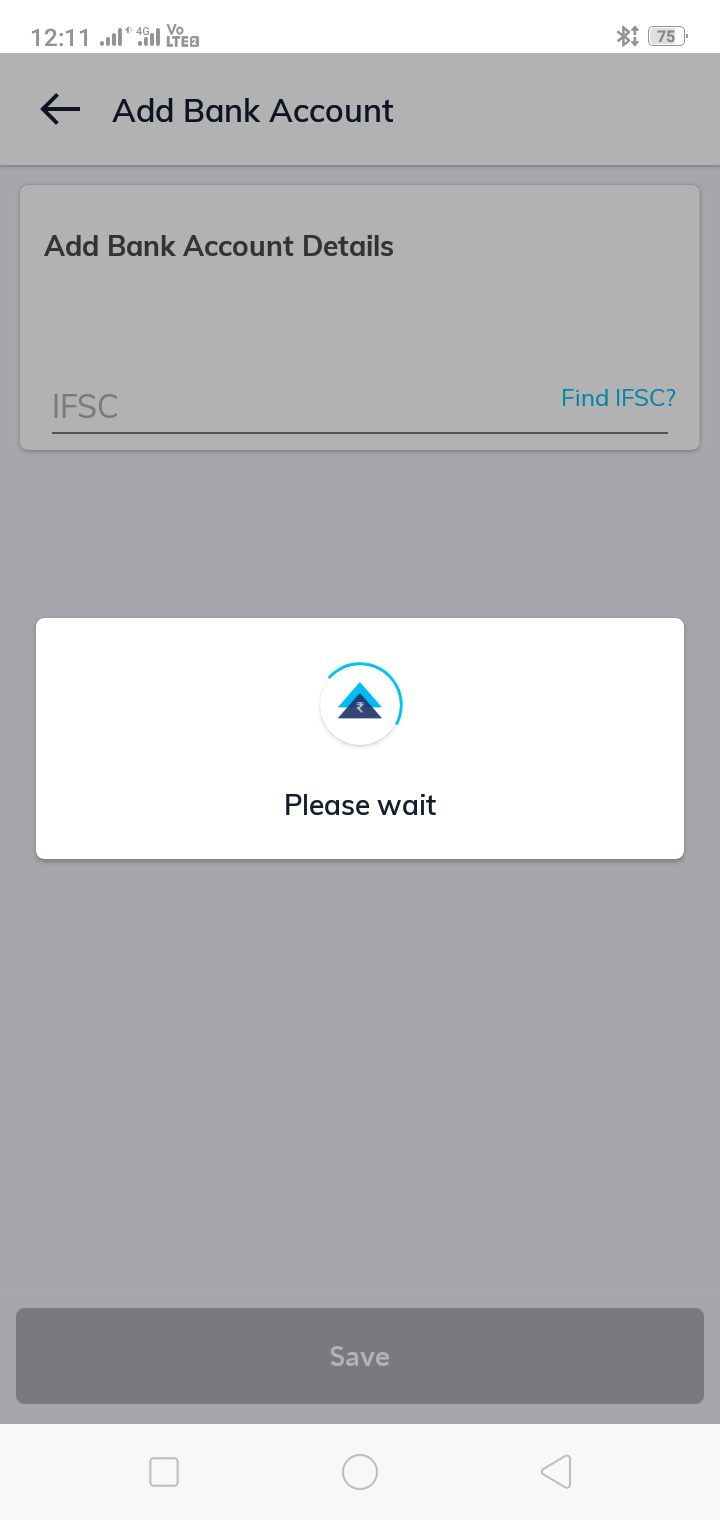 12:11 4G Vo LTE2 75
Add Bank Account
Add Bank Account Details
IFSC Find IFSC?
₹
Please wait
Save